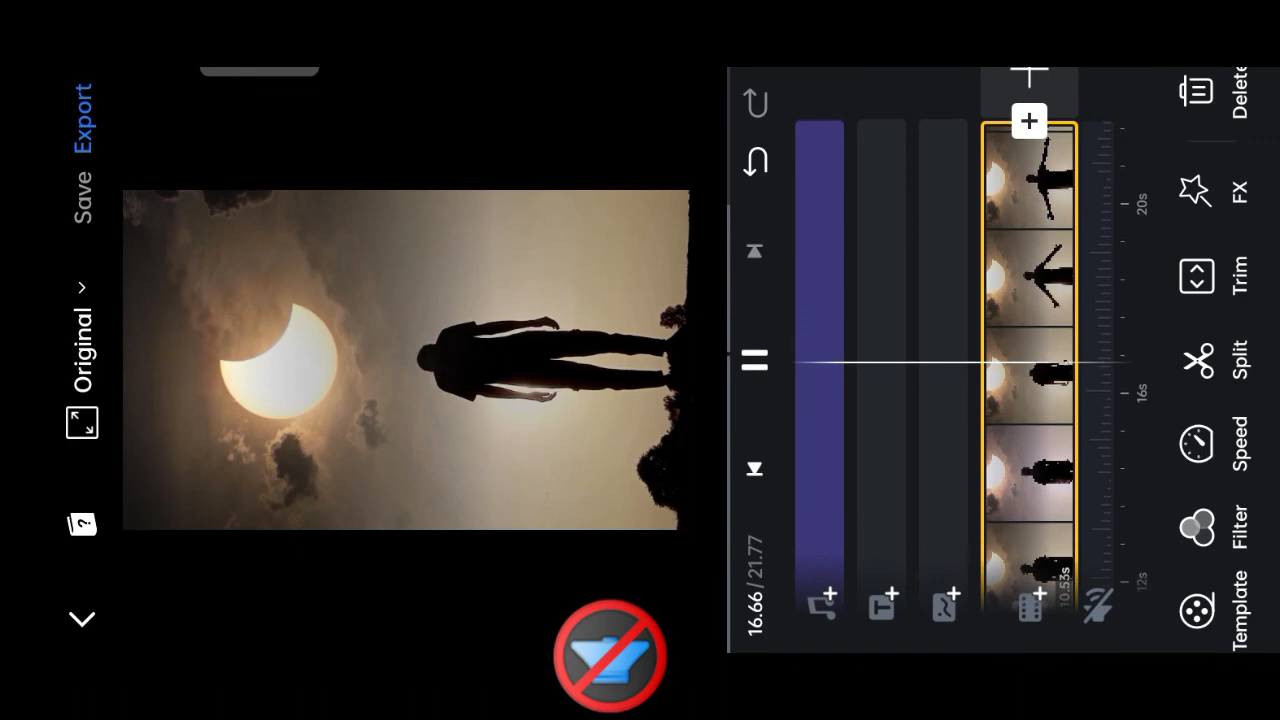 Original
Save Export
16.66 / 21.77
10.53s
12s
16s
20s
Template
Filter
Speed
Split
Trim
FX
Delete